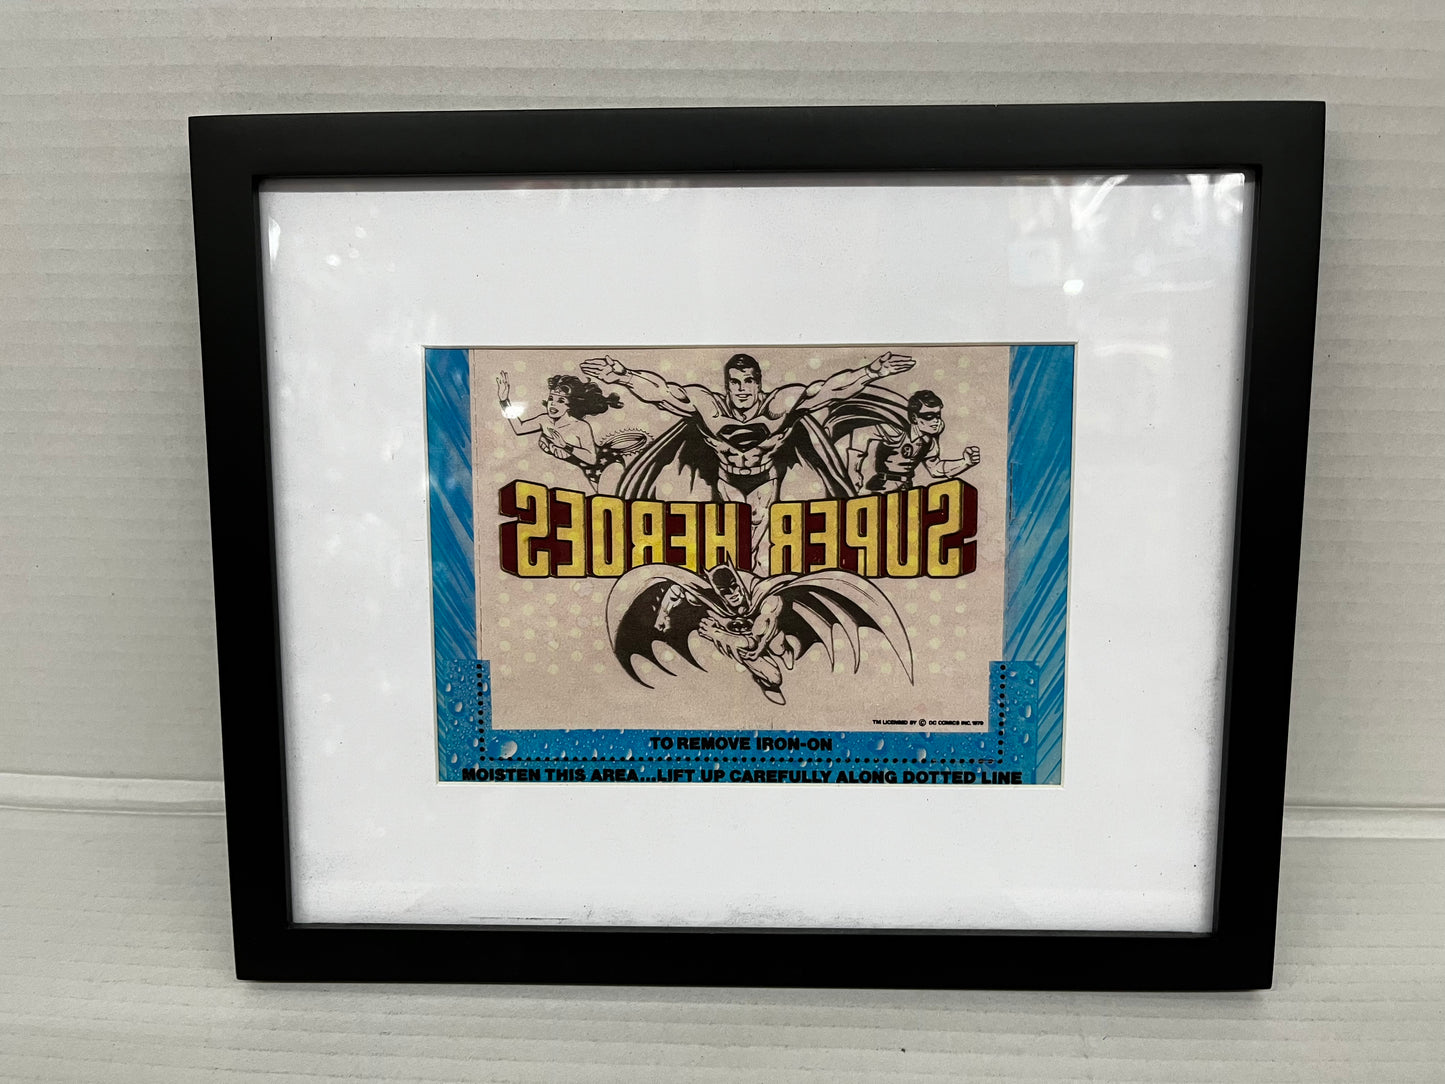 SUPER HEROES
TM LICENSED BY © DC COMICS INC. 1979
TO REMOVE IRON-ON
MOISTEN THIS AREA...LIFT UP CAREFULLY ALONG DOTTED LINE